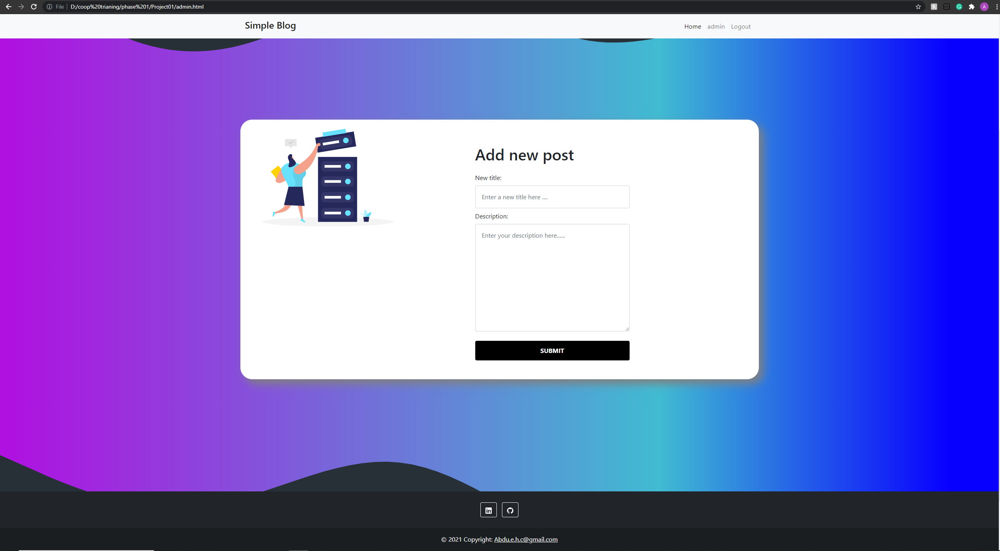 File
D:/coop%20trianing/phase%201/Project01/admin.html
A
Simple Blog
Home admin Logout
Add new post
New title:
Enter a new title here ....
Description:
Enter your description here......
SUBMIT
© 2021 Copyright: Abdu.e.h.c@gmail.com